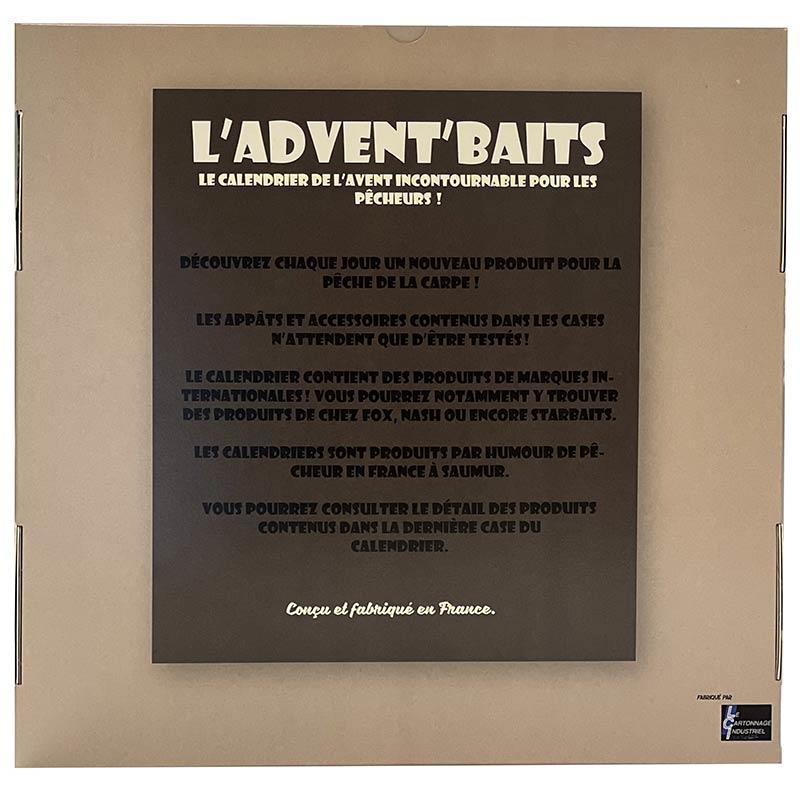 L'ADVENT'BAITS
LE CALENDRIER DE L'AVENT INCONTOURNABLE POUR LES
PÊCHEURS !
DÉCOUVREZ CHAQUE JOUR UN NOUVEAU PRODUIT POUR LA
PÊCHE DE LA CARPE !
LES APPÂTS ET ACCESSOIRES CONTENUS DANS LES CASES
N'ATTENDENT QUE D'ÊTRE TESTÉS !
LE CALENDRIER CONTIENT DES PRODUITS DE MARQUES IN-
TERNATIONALES ! VOUS POURREZ NOTAMMENT Y TROUVER
DES PRODUITS DE CHEZ FOX, NASH OU ENCORE STARBAITS.
LES CALENDRIERS SONT PRODUITS PAR HUMOUR DE PÊ-
CHEUR EN FRANCE À SAUMUR.
VOUS POURREZ CONSULTER LE DÉTAIL DES PRODUITS
CONTENUS DANS LA DERNIÈRE CASE DU
CALENDRIER.
Conçu et fabriqué en France.
FABRIQUÉ PAR
LE
CARTONNAGE
INDUSTRIEL